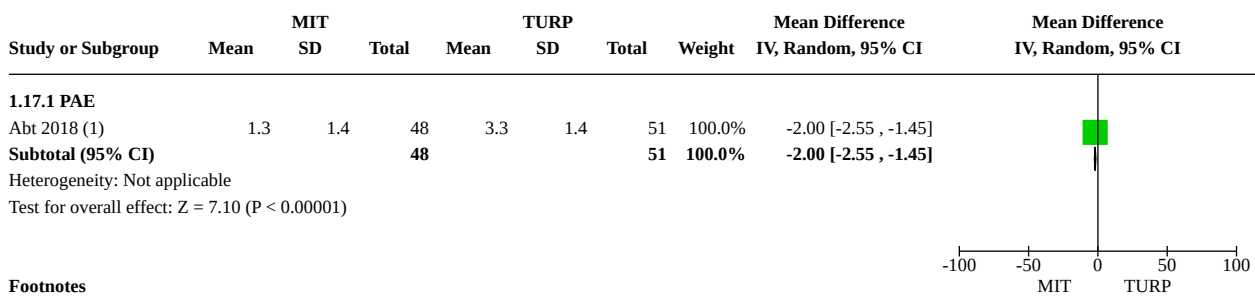 MIT TURP Mean Difference Mean Difference
Study or Subgroup Mean SD Total Mean SD Total Weight IV, Random, 95% CI IV, Random, 95% CI
1.17.1 PAE
Abt 2018 (1) 1.3 1.4 48 3.3 1.4 51 100.0% -2.00 [-2.55 , -1.45]
Subtotal (95% CI) 48 51 100.0% -2.00 [-2.55 , -1.45]
Heterogeneity: Not applicable
Test for overall effect: Z = 7.10 (P < 0.00001)
-100 -50 0 50 100
Footnotes MIT TURP